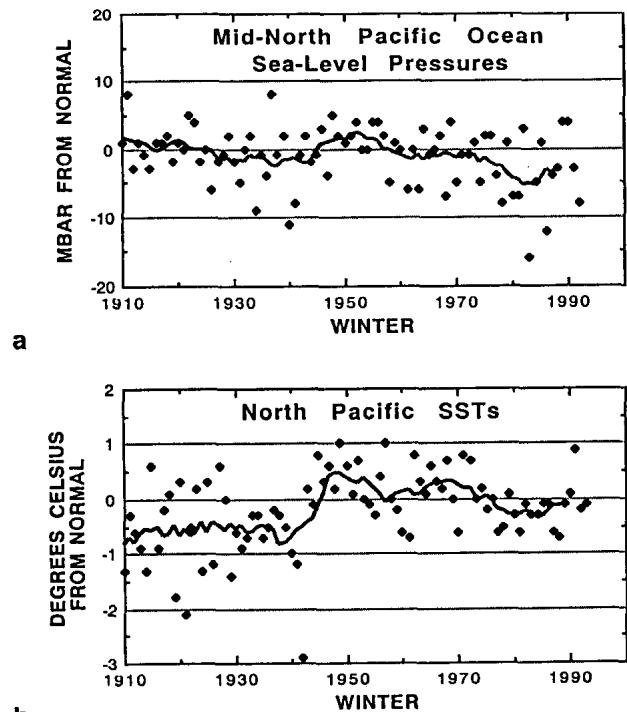 20
Mid-North Pacific Ocean
Sea-Level Pressures
10
0
-10
-20
MBAR FROM NORMAL
1910 1930 1950 1970 1990
WINTER
a
2
North Pacific SSTs
1
0
-1
-2
-3
DEGREES CELSIUS
FROM NORMAL
1910 1930 1950 1970 1990
WINTER